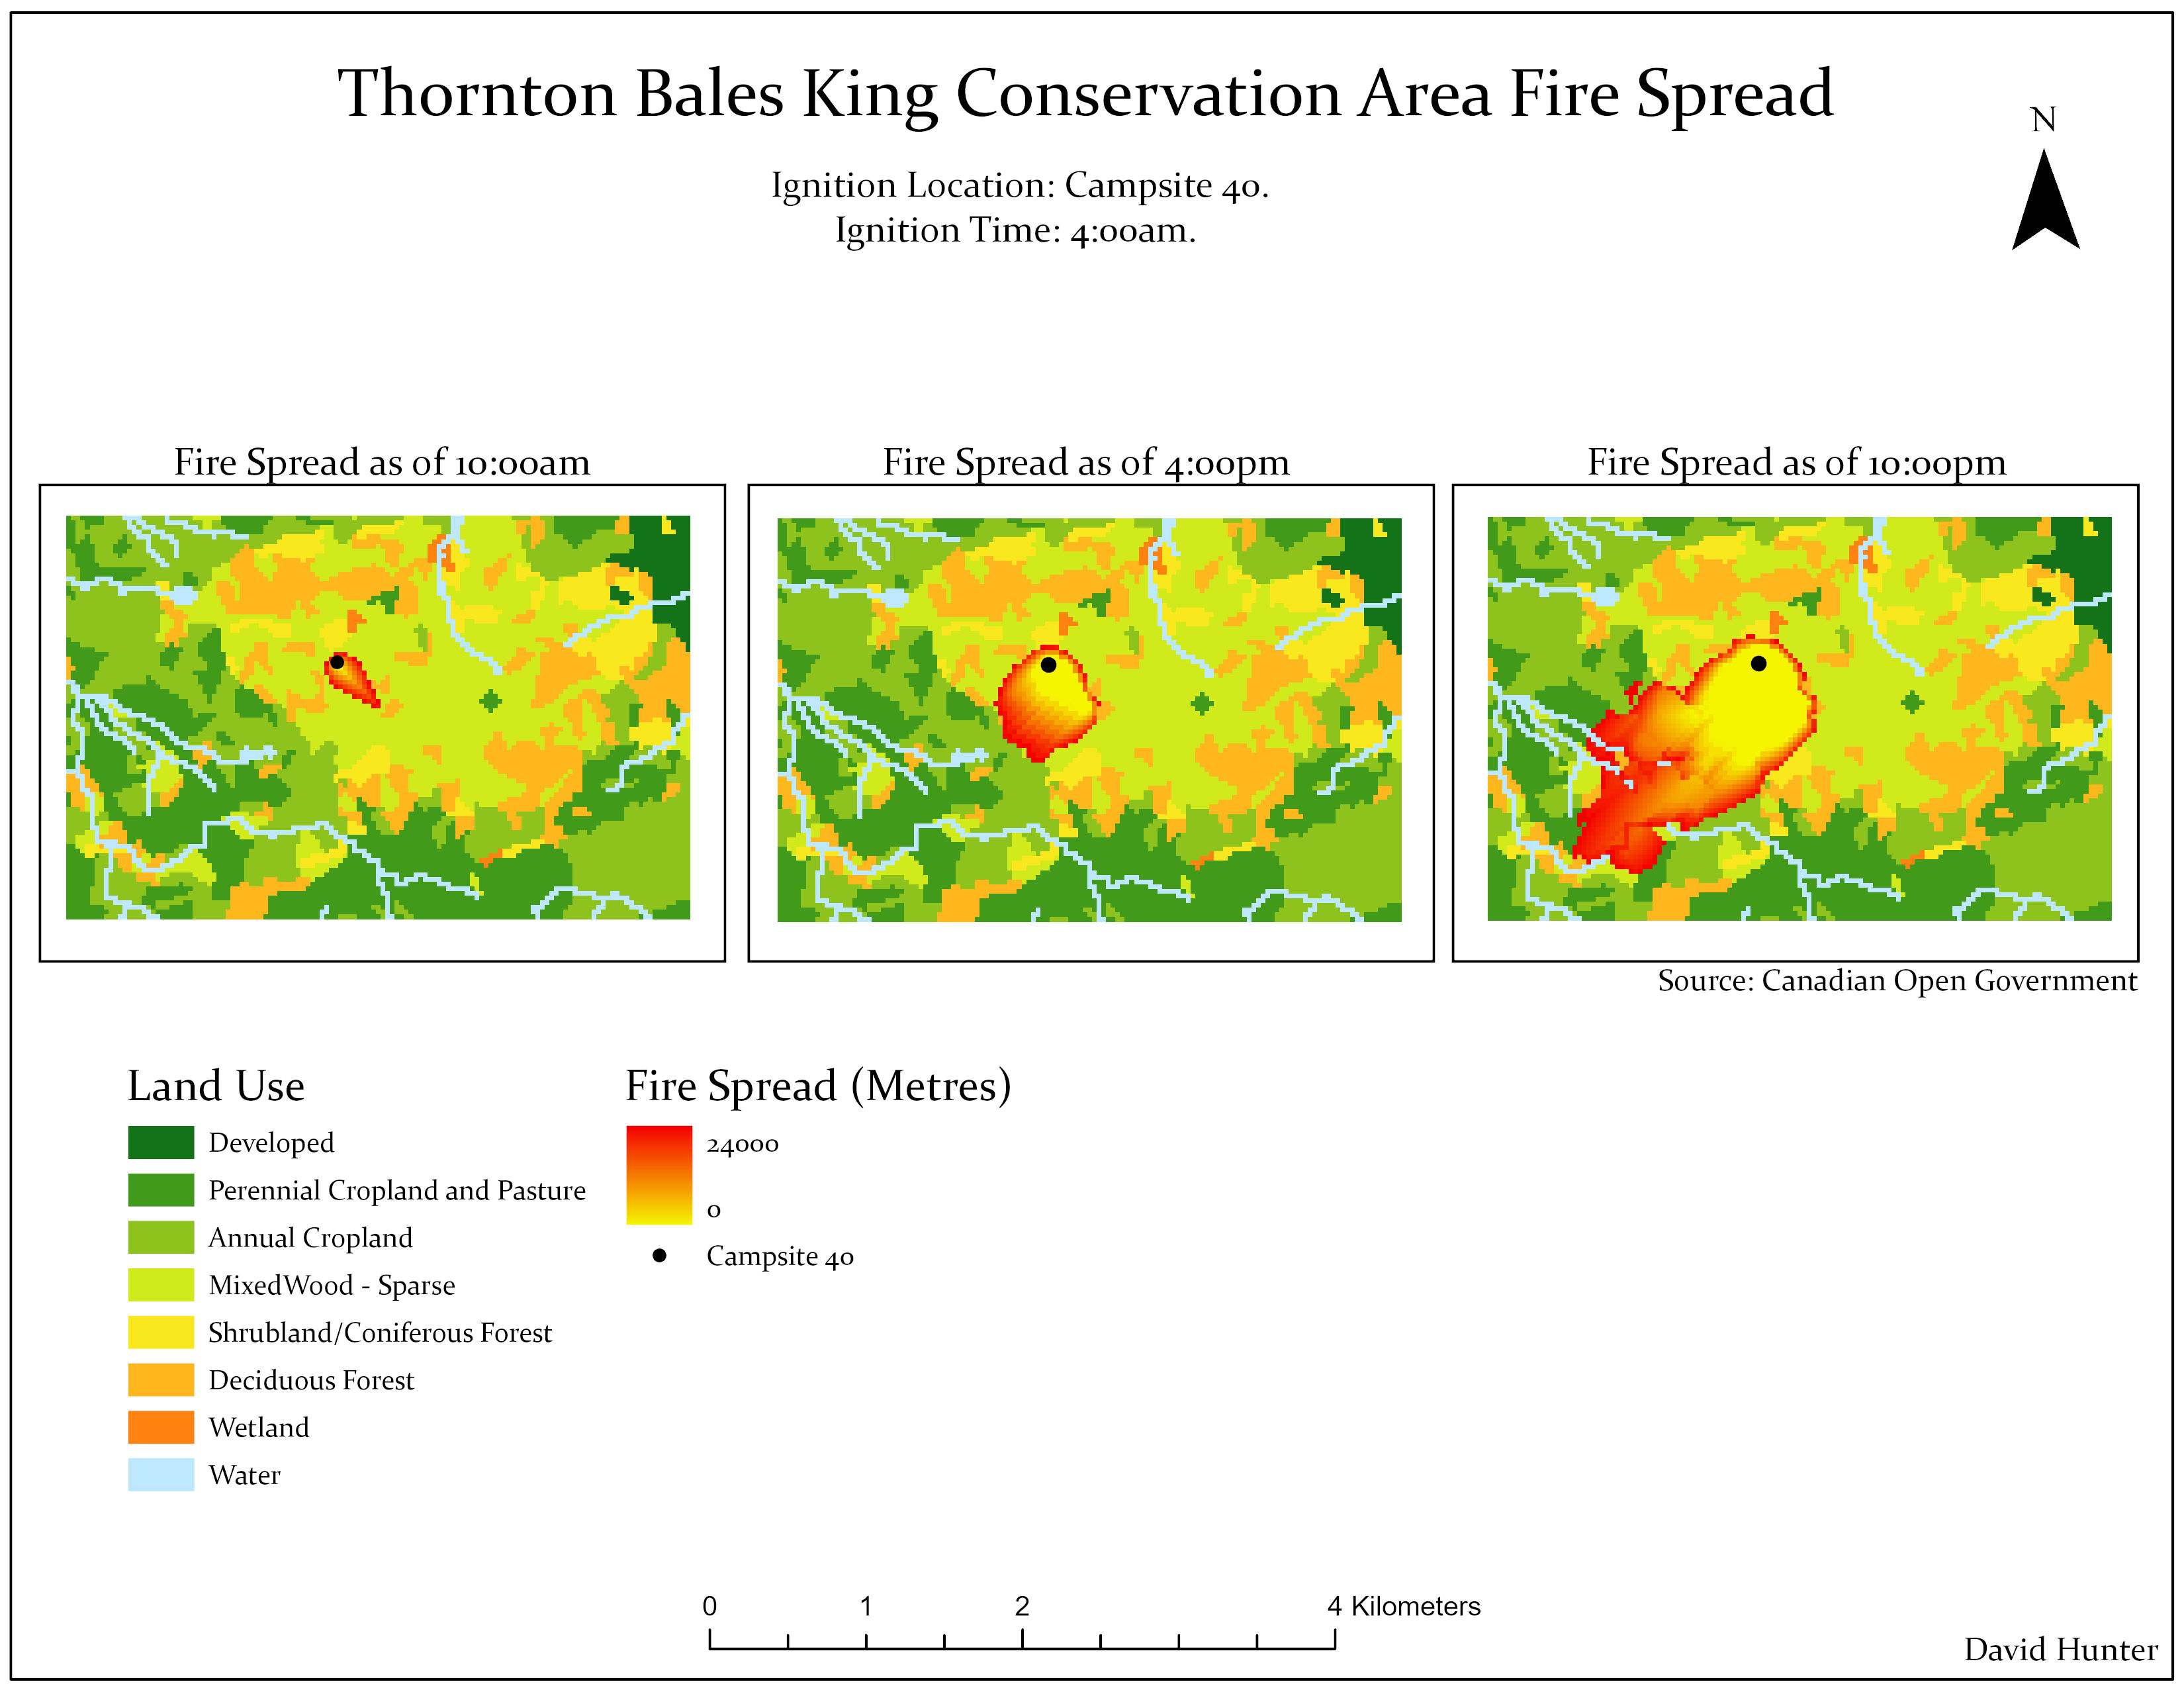 Thornton Bales King Conservation Area Fire Spread
N
Ignition Location: Campsite 40.
Ignition Time: 4:00am.
Fire Spread as of 10:00am
Fire Spread as of 4:00pm
Fire Spread as of 10:00pm
Source: Canadian Open Government
Land Use
Developed
Perennial Cropland and Pasture
Annual Cropland
MixedWood - Sparse
Shrubland/Coniferous Forest
Deciduous Forest
Wetland
Water
Fire Spread (Metres)
24000
0
Campsite 40
0 1 2 4 Kilometers
David Hunter